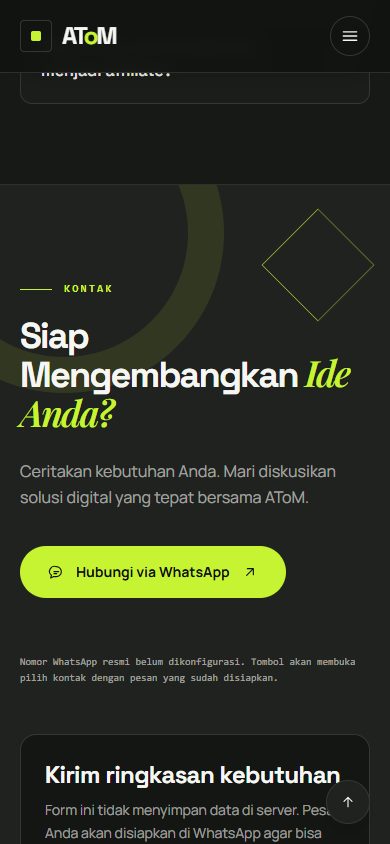 AToM
menjadi affiliate?
KONTAK
Siap
Mengembangkan Ide
Anda?
Ceritakan kebutuhan Anda. Mari diskusikan
solusi digital yang tepat bersama AToM.
Hubungi via WhatsApp
Nomor WhatsApp resmi belum dikonfigurasi. Tombol akan membuka
pilih kontak dengan pesan yang sudah disiapkan.
Kirim ringkasan kebutuhan
Form ini tidak menyimpan data di server.
Anda akan disiapkan di WhatsApp agar bisa